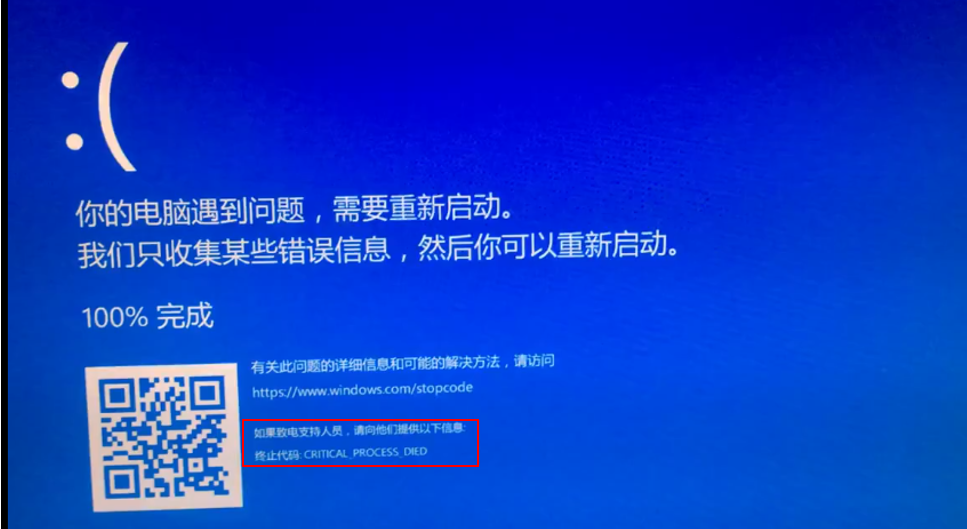 :(
你的电脑遇到问题，需要重新启动。
我们只收集某些错误信息，然后你可以重新启动。
100% 完成
有关此问题的详细信息和可能的解决方法，请访问
https://www.windows.com/stopcode
如果致电支持人员，请向他们提供以下信息:
终止代码: CRITICAL_PROCESS_DIED